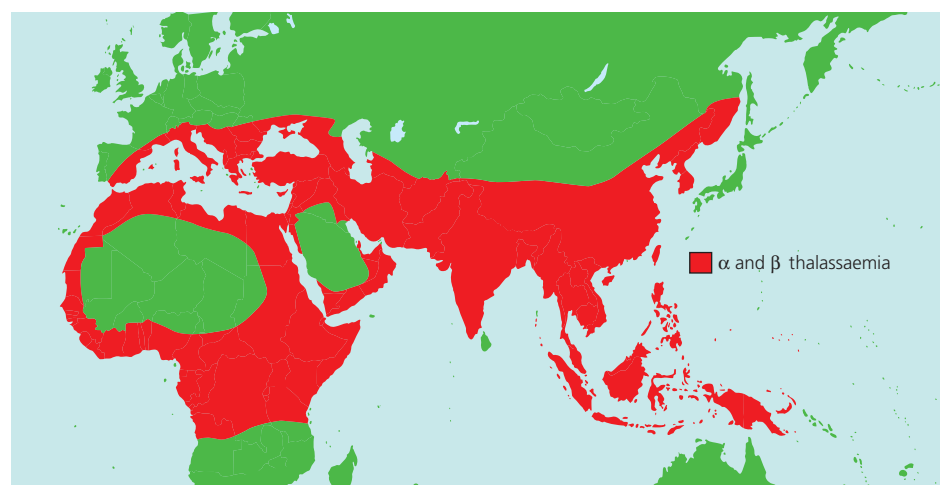 α and β thalassaemia